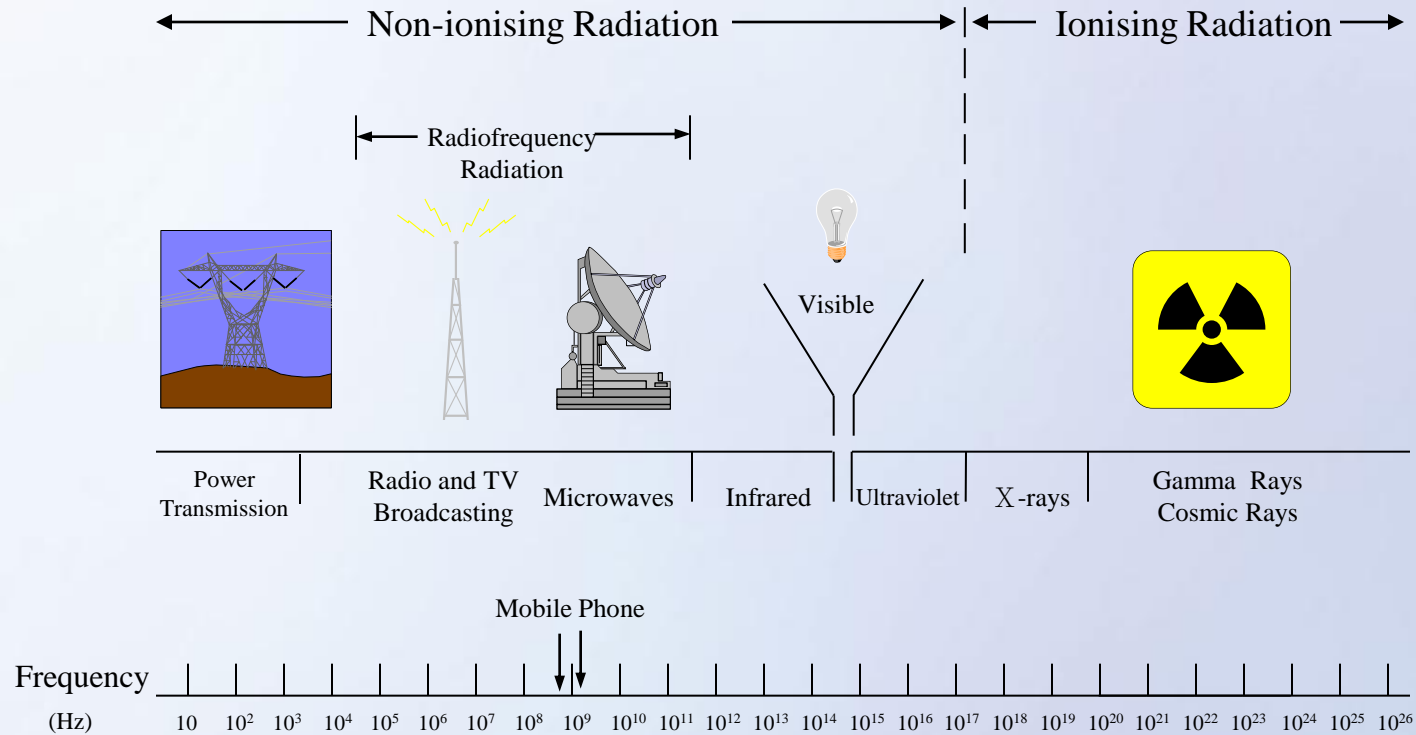 Non-ionising Radiation
Ionising Radiation
Radiofrequency
Radiation
Visible
Power
Transmission
Radio and TV
Broadcasting
Microwaves
Infrared
Ultraviolet
X-rays
Gamma Rays
Cosmic Rays
Mobile Phone
Frequency
(Hz)
10 10² 10³ 10⁴ 10⁵ 10⁶ 10⁷ 10⁸ 10⁹ 10¹⁰ 10¹¹ 10¹² 10¹³ 10¹⁴ 10¹⁵ 10¹⁶ 10¹⁷ 10¹⁸ 10¹⁹ 10²⁰ 10²¹ 10²² 10²³ 10²⁴ 10²⁵ 10²⁶